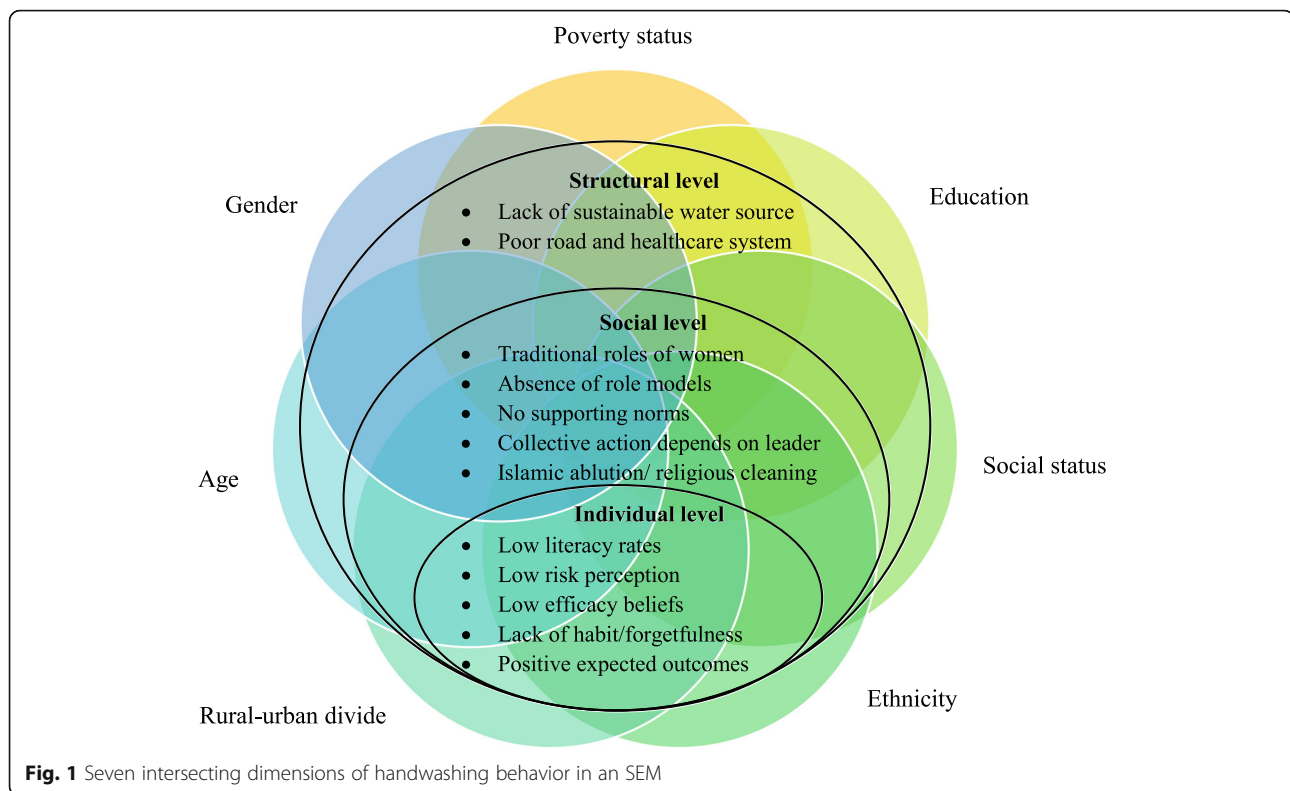 Poverty status
Gender
Education
Structural level
• Lack of sustainable water source
• Poor road and healthcare system
Social level
• Traditional roles of women
• Absence of role models
• No supporting norms
• Collective action depends on leader
• Islamic ablution/ religious cleaning
Age
Social status
Individual level
• Low literacy rates
• Low risk perception
• Low efficacy beliefs
• Lack of habit/forgetfulness
• Positive expected outcomes
Rural-urban divide
Ethnicity
Fig. 1 Seven intersecting dimensions of handwashing behavior in an SEM